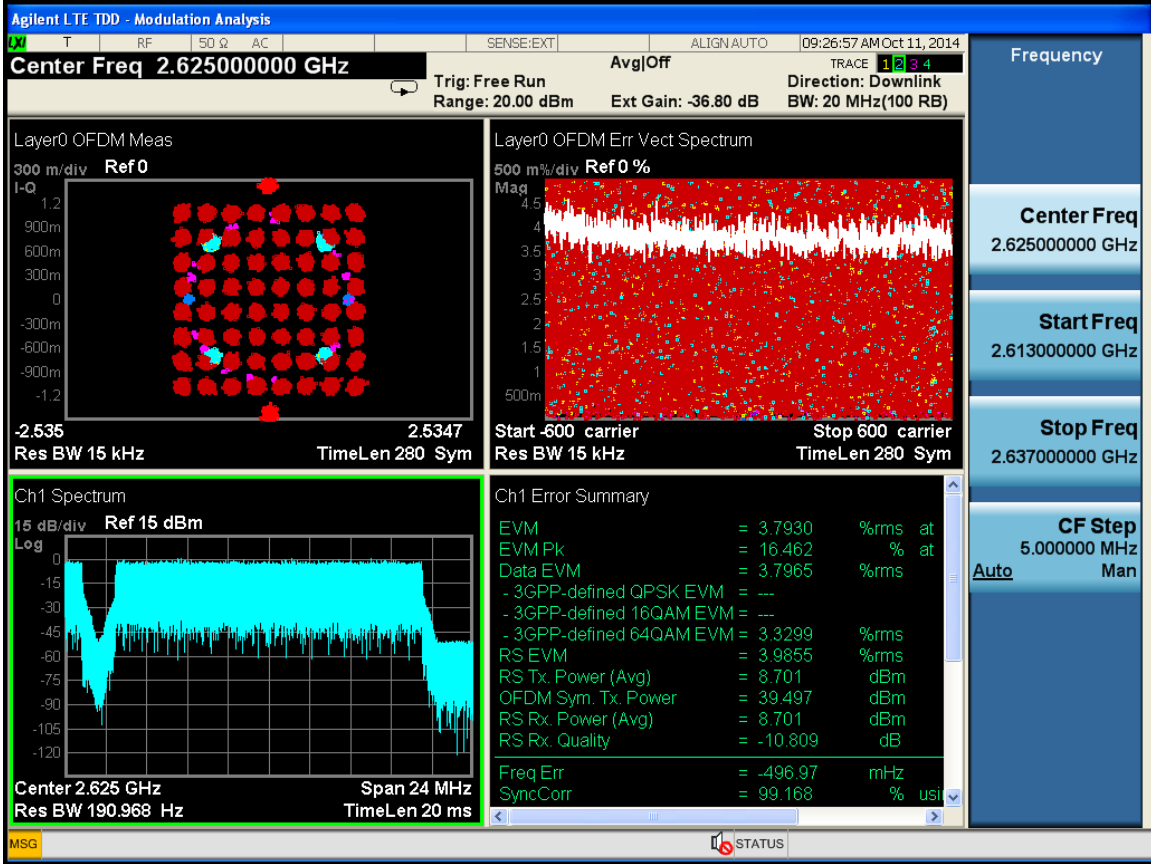 Agilent LTE TDD - Modulation Analysis
LXI T RF 50 Ω AC SENSE:EXT ALIGN AUTO 09:26:57 AM Oct 11, 2014
Center Freq 2.625000000 GHz
Trig: Free Run
Range: 20.00 dBm
Avg|Off
Ext Gain: -36.80 dB
TRACE 1 2 3 4
Direction: Downlink
BW: 20 MHz(100 RB)
Layer0 OFDM Meas
300 m/div Ref 0
I-Q
1.2
900m
600m
300m
0
-300m
-600m
-900m
-1.2
-2.535 2.5347
Res BW 15 kHz TimeLen 280 Sym
Layer0 OFDM Err Vect Spectrum
500 m%/div Ref 0 %
Mag
4.5
4
3.5
3
2.5
2
1.5
1
500m
Start -600 carrier Stop 600 carrier
Res BW 15 kHz TimeLen 280 Sym
Ch1 Spectrum
15 dB/div Ref 15 dBm
Log
0
-15
-30
-45
-60
-75
-90
-105
-120
Center 2.625 GHz Span 24 MHz
Res BW 190.968 Hz TimeLen 20 ms
Ch1 Error Summary
EVM = 3.7930 %rms at
EVM Pk = 16.462 % at
Data EVM = 3.7965 %rms
- 3GPP-defined QPSK EVM = ---
- 3GPP-defined 16QAM EVM = ---
- 3GPP-defined 64QAM EVM = 3.3299 %rms
RS EVM = 3.9855 %rms
RS Tx. Power (Avg) = 8.701 dBm
OFDM Sym. Tx. Power = 39.497 dBm
RS Rx. Power (Avg) = 8.701 dBm
RS Rx. Quality = -10.809 dB
Freq Err = -496.97 mHz
SyncCorr = 99.168 % usi
Frequency
Center Freq
2.625000000 GHz
Start Freq
2.613000000 GHz
Stop Freq
2.637000000 GHz
CF Step
5.000000 MHz
Auto Man
MSG STATUS